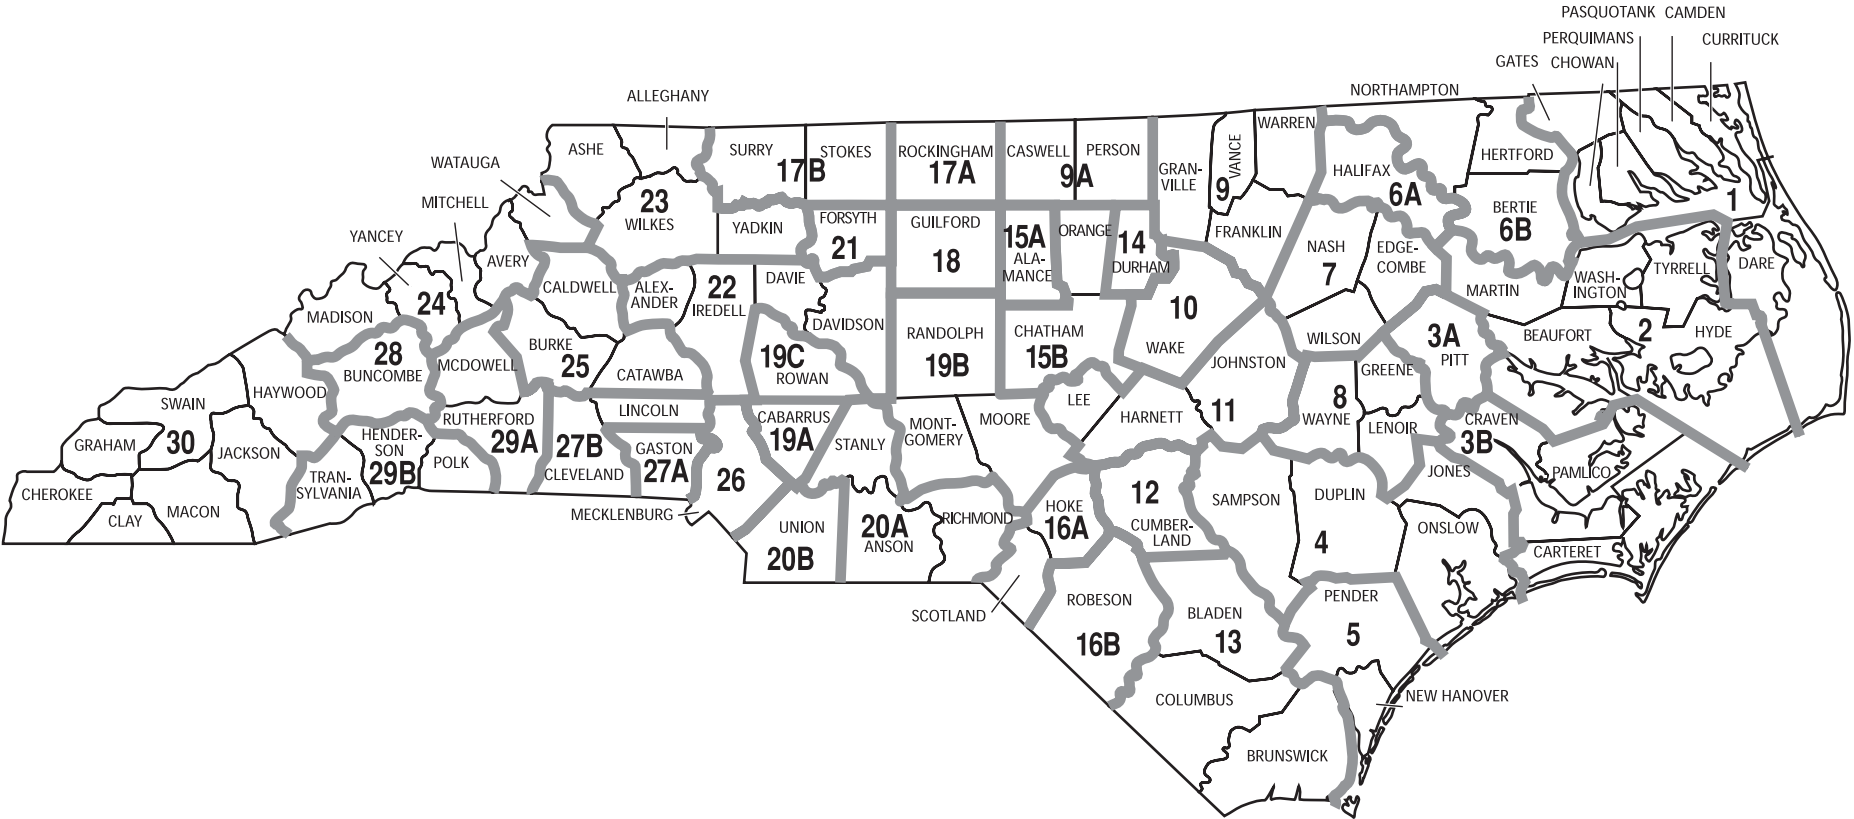 PASQUOTANK CAMDEN
PERQUIMANS CURRITUCK
GATES CHOWAN
NORTHAMPTON
ALLEGHANY
WARREN
ASHE SURRY STOKES ROCKINGHAM CASWELL PERSON VANCE HERTFORD
WATAUGA 17B 17A 9A GRAN-
VILLE HALIFAX
MITCHELL 23 9 6A 1
WILKES BERTIE
YANCEY YADKIN FORSYTH GUILFORD 15A ORANGE 14 FRANKLIN 6B
21 ALA-
MANCE DURHAM NASH EDGE-
COMBE
AVERY 18 7 TYRRELL DARE
CALDWELL ALEX-
ANDER 22 DAVIE WASH-
INGTON
24 IREDELL 10 MARTIN
MADISON DAVIDSON RANDOLPH CHATHAM WILSON 3A BEAUFORT 2 HYDE
28 BURKE 19C 19B 15B WAKE JOHNSTON PITT
BUNCOMBE MCDOWELL 25 CATAWBA ROWAN GREENE
HAYWOOD
SWAIN LINCOLN CABARRUS MONT-
GOMERY MOORE LEE HARNETT 11 8
30 RUTHERFORD 19A STANLY WAYNE LENOIR CRAVEN
GRAHAM JACKSON HENDER-
SON 29A 27B GASTON 3B
29B POLK CLEVELAND 27A 26 JONES PAMLICO
CHEROKEE TRAN-
SYLVANIA 12 SAMPSON DUPLIN
CLAY MACON MECKLENBURG UNION 20A RICHMOND HOKE CUMBER-
LAND ONSLOW
20B ANSON 16A 4 CARTERET
SCOTLAND ROBESON BLADEN PENDER
16B 13 5
COLUMBUS NEW HANOVER
BRUNSWICK